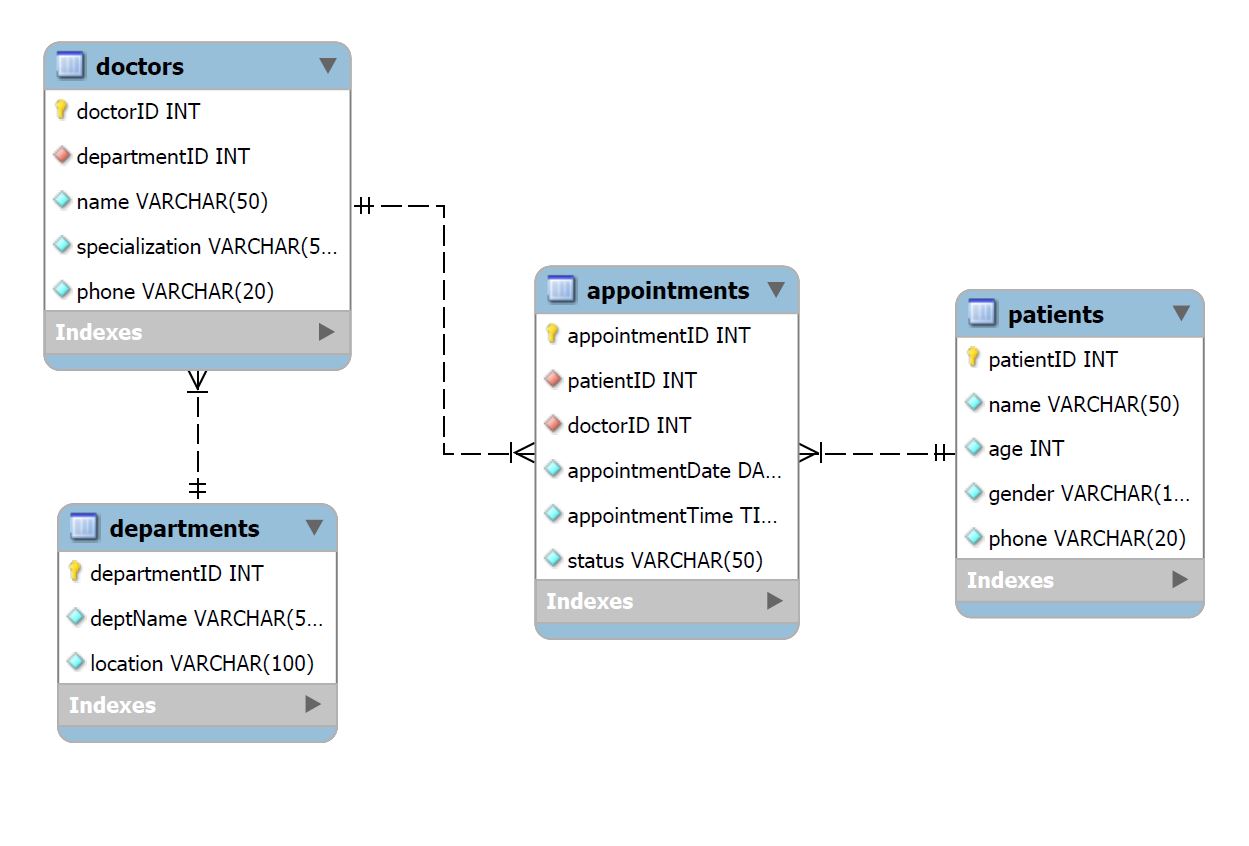 doctors
doctorID INT
departmentID INT
name VARCHAR(50)
specialization VARCHAR(5...
phone VARCHAR(20)
Indexes
departments
departmentID INT
deptName VARCHAR(5...
location VARCHAR(100)
Indexes
appointments
appointmentID INT
patientID INT
doctorID INT
appointmentDate DA...
appointmentTime TI...
status VARCHAR(50)
Indexes
patients
patientID INT
name VARCHAR(50)
age INT
gender VARCHAR(1...
phone VARCHAR(20)
Indexes